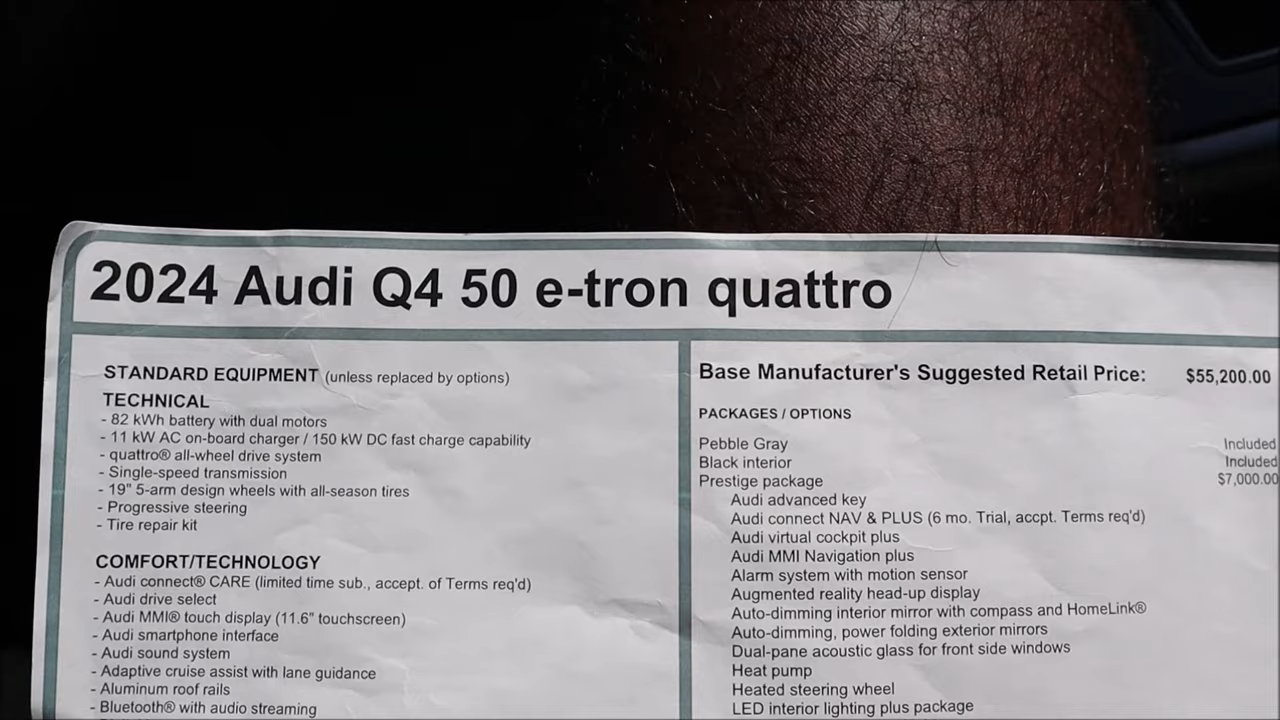 2024 Audi Q4 50 e-tron quattro
STANDARD EQUIPMENT (unless replaced by options)
TECHNICAL
- 82 kWh battery with dual motors
- 11 kW AC on-board charger / 150 kW DC fast charge capability
- quattro® all-wheel drive system
- Single-speed transmission
- 19" 5-arm design wheels with all-season tires
- Progressive steering
- Tire repair kit
COMFORT/TECHNOLOGY
- Audi connect® CARE (limited time sub., accept. of Terms req'd)
- Audi drive select
- Audi MMI® touch display (11.6" touchscreen)
- Audi smartphone interface
- Audi sound system
- Adaptive cruise assist with lane guidance
- Aluminum roof rails
- Bluetooth® with audio streaming
Base Manufacturer's Suggested Retail Price: $55,200.00
PACKAGES / OPTIONS
Pebble Gray Included
Black interior Included
Prestige package $7,000.00
Audi advanced key
Audi connect NAV & PLUS (6 mo. Trial, accpt. Terms req'd)
Audi virtual cockpit plus
Audi MMI Navigation plus
Alarm system with motion sensor
Augmented reality head-up display
Auto-dimming interior mirror with compass and HomeLink®
Auto-dimming, power folding exterior mirrors
Dual-pane acoustic glass for front side windows
Heat pump
Heated steering wheel
LED interior lighting plus package